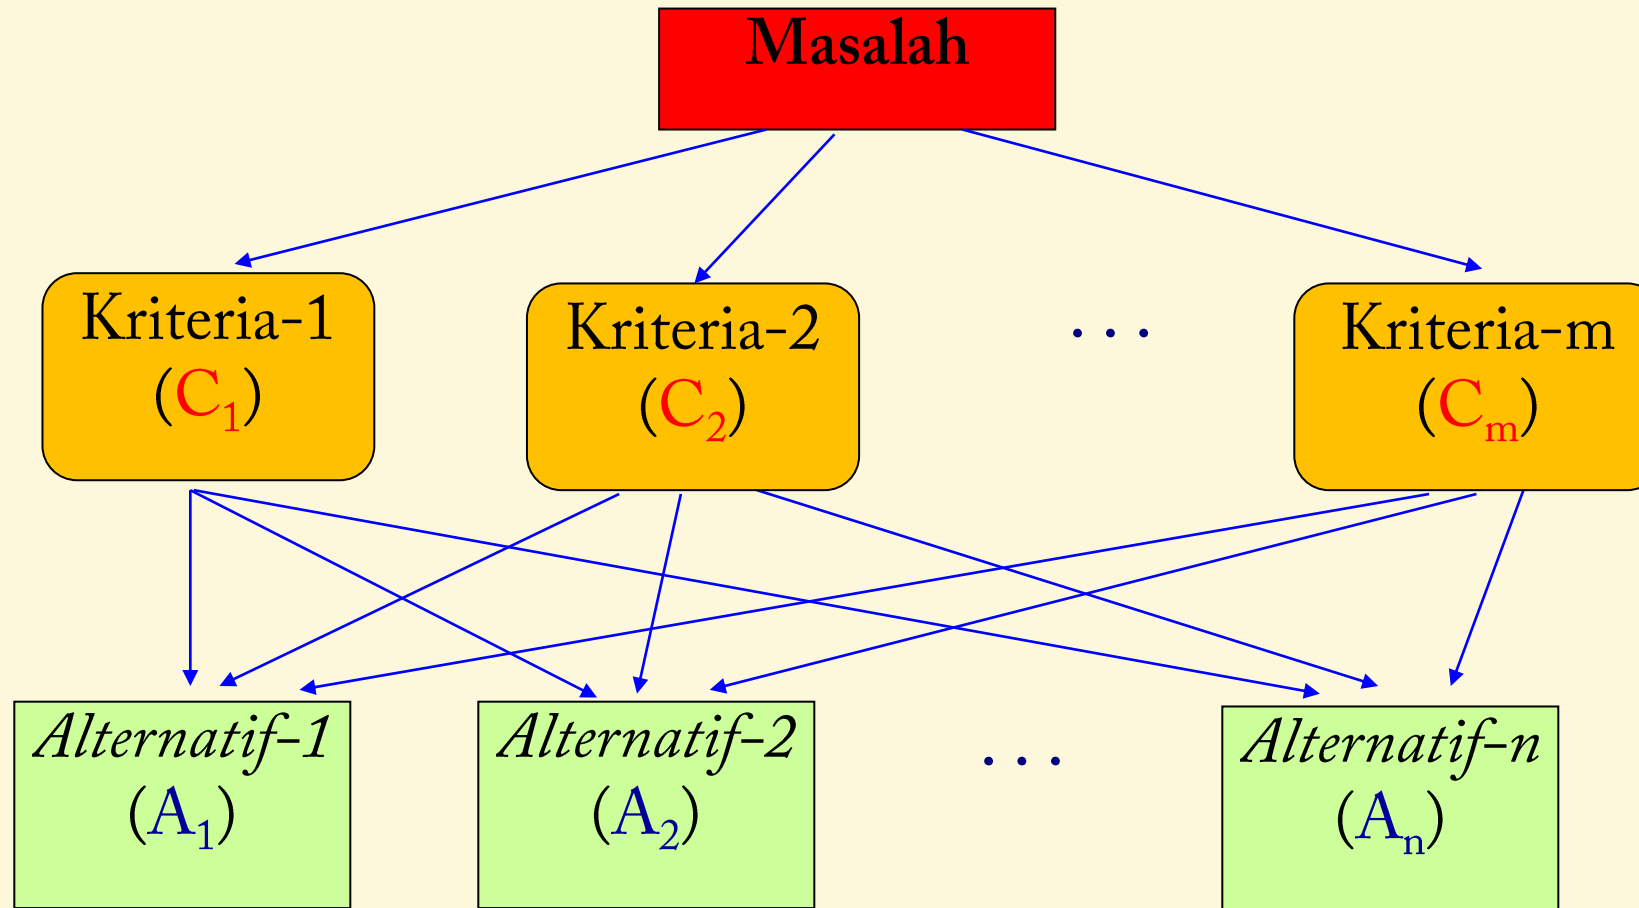 Masalah
Kriteria-1
(C₁)
Kriteria-2
(C₂)
. . .
Kriteria-m
(Cₘ)
Alternatif-1
(A₁)
Alternatif-2
(A₂)
. . .
Alternatif-n
(Aₙ)